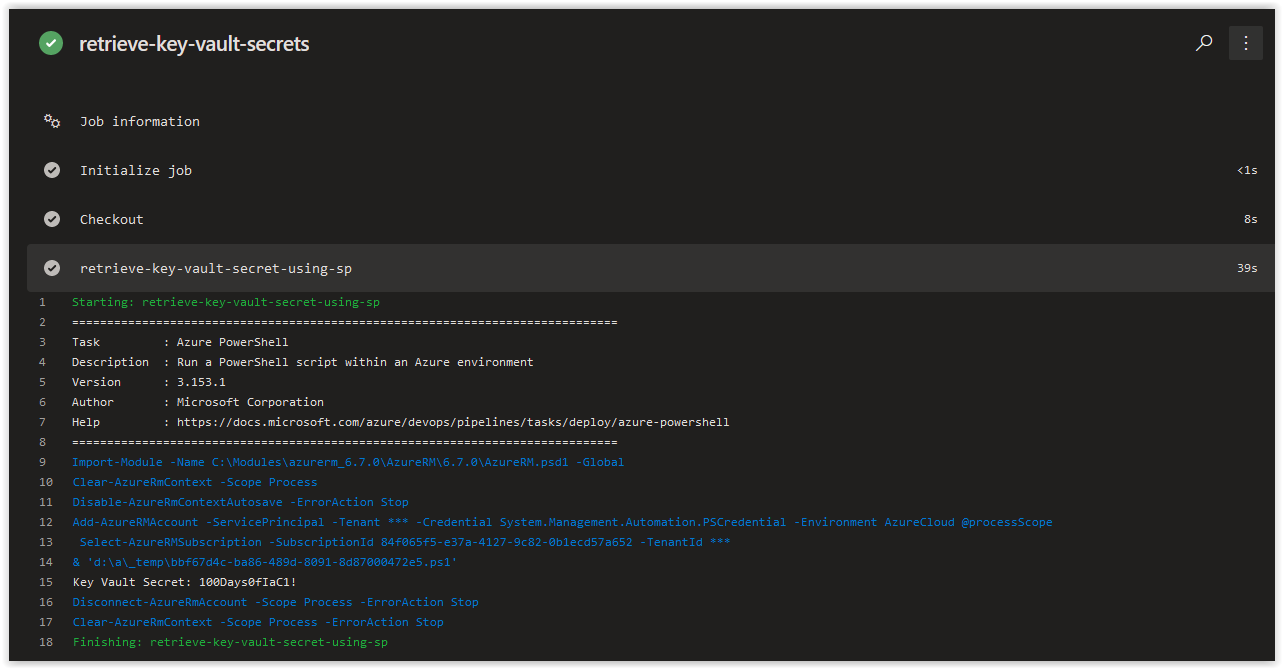 retrieve-key-vault-secrets
Job information
Initialize job <1s
Checkout 8s
retrieve-key-vault-secret-using-sp 39s
1 Starting: retrieve-key-vault-secret-using-sp
2 ==============================================================================
3 Task : Azure PowerShell
4 Description : Run a PowerShell script within an Azure environment
5 Version : 3.153.1
6 Author : Microsoft Corporation
7 Help : https://docs.microsoft.com/azure/devops/pipelines/tasks/deploy/azure-powershell
8 ==============================================================================
9 Import-Module -Name C:\Modules\azurerm_6.7.0\AzureRM\6.7.0\AzureRM.psd1 -Global
10 Clear-AzureRmContext -Scope Process
11 Disable-AzureRmContextAutosave -ErrorAction Stop
12 Add-AzureRMAccount -ServicePrincipal -Tenant *** -Credential System.Management.Automation.PSCredential -Environment AzureCloud @processScope
13 Select-AzureRMSubscription -SubscriptionId 84f065f5-e37a-4127-9c82-0b1ecd57a652 -TenantId ***
14 & 'd:\a\_temp\bbf67d4c-ba86-489d-8091-8d87000472e5.ps1'
15 Key Vault Secret: 100Days0fIaC1!
16 Disconnect-AzureRmAccount -Scope Process -ErrorAction Stop
17 Clear-AzureRmContext -Scope Process -ErrorAction Stop
18 Finishing: retrieve-key-vault-secret-using-sp